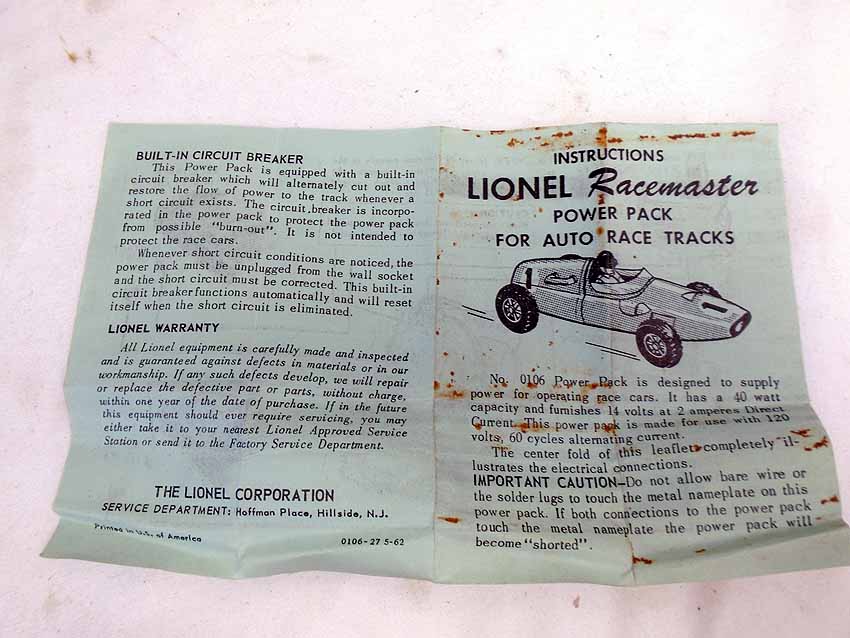 BUILT-IN CIRCUIT BREAKER
This Power Pack is equipped with a built-in
circuit breaker which will alternately cut out and
restore the flow of power to the track whenever a
short circuit exists. The circuit breaker is incorpo-
rated in the power pack to protect the power pack
from possible "burn-out". It is not intended to
protect the race cars.
Whenever short circuit conditions are noticed, the
power pack must be unplugged from the wall socket
and the short circuit must be corrected. This built-in
circuit breaker functions automatically and will reset
itself when the short circuit is eliminated.
LIONEL WARRANTY
All Lionel equipment is carefully made and inspected
and is guaranteed against defects in materials or in our
workmanship. If any such defects develop, we will repair
or replace the defective part or parts, without charge,
within one year of the date of purchase. If in the future
this equipment should ever require servicing, you may
either take it to your nearest Lionel Approved Service
Station or send it to the Factory Service Department.
THE LIONEL CORPORATION
SERVICE DEPARTMENT: Hoffman Place, Hillside, N.J.
Printed in U.S. of America
0106-27 5-62
INSTRUCTIONS
LIONEL Racemaster
POWER PACK
FOR AUTO RACE TRACKS
1
1
No. 0106 Power Pack is designed to supply
power for operating race cars. It has a 40 watt
capacity and furnishes 14 volts at 2 amperes Direct
Current. This power pack is made for use with 120
volts, 60 cycles alternating current.
The center fold of this leaflet completely il-
lustrates the electrical connections.
IMPORTANT CAUTION-Do not allow bare wire or
the solder lugs to touch the metal nameplate on this
power pack. If both connections to the power pack
touch the metal nameplate the power pack will
become "shorted".